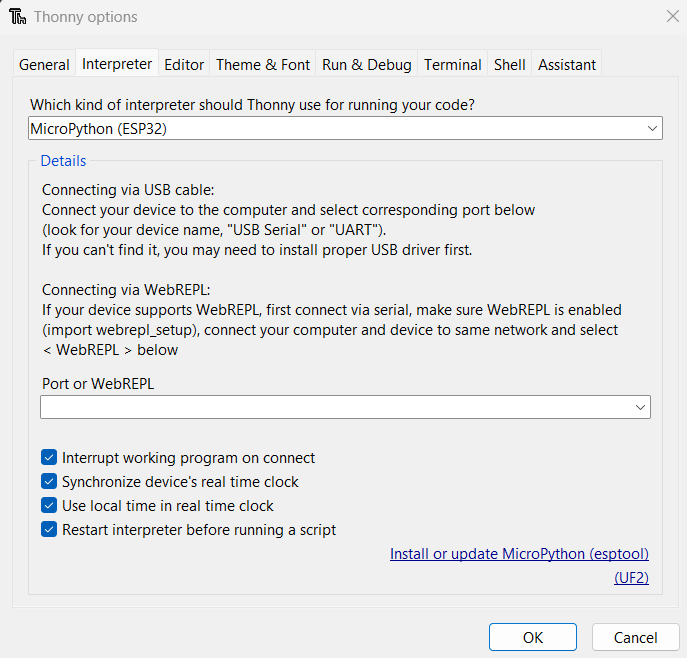 Thonny options
General Interpreter Editor Theme & Font Run & Debug Terminal Shell Assistant
Which kind of interpreter should Thonny use for running your code?
MicroPython (ESP32)
Details
Connecting via USB cable:
Connect your device to the computer and select corresponding port below
(look for your device name, "USB Serial" or "UART").
If you can't find it, you may need to install proper USB driver first.
Connecting via WebREPL:
If your device supports WebREPL, first connect via serial, make sure WebREPL is enabled
(import webrepl_setup), connect your computer and device to same network and select
< WebREPL > below
Port or WebREPL
Interrupt working program on connect
Synchronize device's real time clock
Use local time in real time clock
Restart interpreter before running a script
Install or update MicroPython (esptool)
(UF2)
OK Cancel